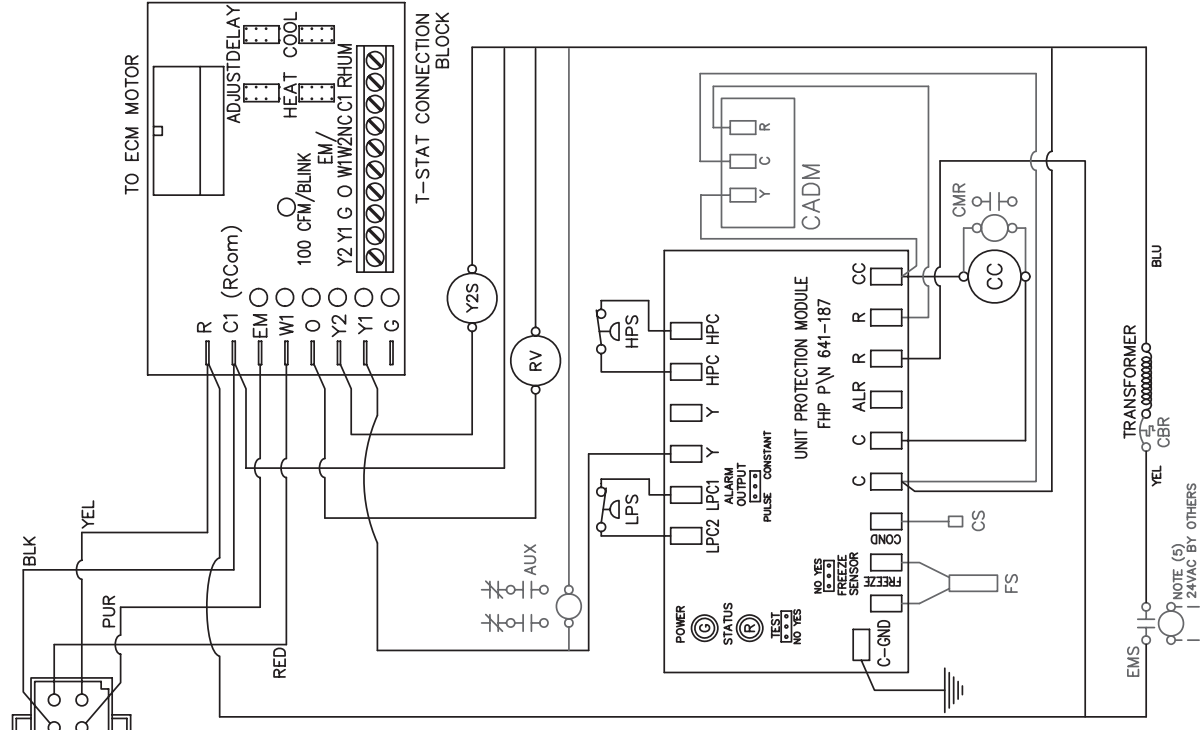 TO ECM MOTOR
ADJUST
DELAY
HEAT
COOL
100 CFM/BLINK
EM/
Y2 Y1 G O W1 W2 NC C1 R HUM
T-STAT CONNECTION
BLOCK
R
C1 (RCom)
EM
W1
O
Y2
Y1
G
BLK
YEL
PUR
RED
Y2S
RV
AUX
HPS
LPS
HPC
HPC
Y
Y
LPC1
LPC2
ALARM
OUTPUT
PULSE
CONSTANT
UNIT PROTECTION MODULE
FHP P\N 641-187
CC
R
R
ALR
C
C
COND
FREEZE
NO YES
FREEZE
SENSOR
POWER
G
STATUS
R
TEST
NO YES
C-GND
R
C
Y
CADM
CMR
CC
CS
FS
BLU
TRANSFORMER
CBR
YEL
EMS
NOTE (5)
24VAC BY OTHERS